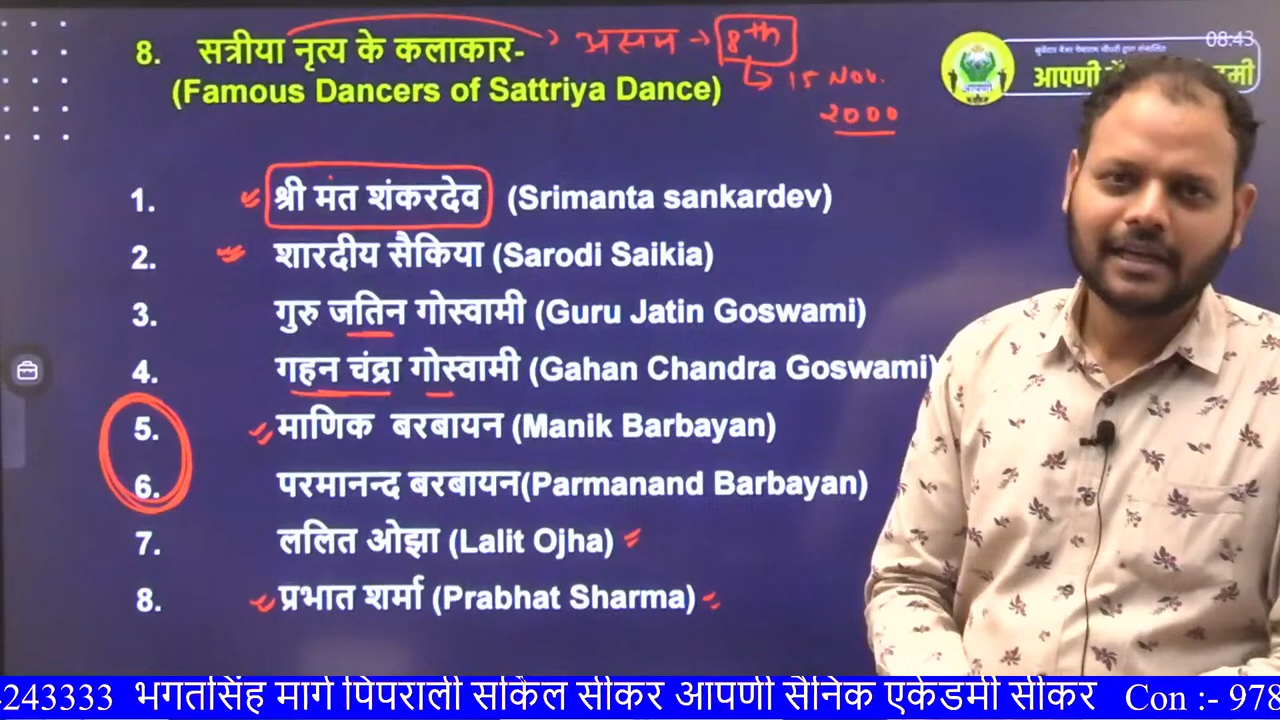 8. सत्रीया नृत्य के कलाकार- → असम → 8th
(Famous Dancers of Sattriya Dance)
↳ 15 Nov.
2000
08:43
आपणी
1. श्री मंत शंकरदेव (Srimanta sankardev)
2. शारदीय सैकिया (Sarodi Saikia)
3. गुरु जतिन गोस्वामी (Guru Jatin Goswami)
4. गहन चंद्रा गोस्वामी (Gahan Chandra Goswami)
5. माणिक बरबायन (Manik Barbayan)
6. परमानन्द बरबायन(Parmanand Barbayan)
7. ललित ओझा (Lalit Ojha)
8. प्रभात शर्मा (Prabhat Sharma)
-243333 भगतसिंह मार्ग पिपराली सर्किल सीकर आपणी सैनिक एकेडमी सीकर Con :- 978